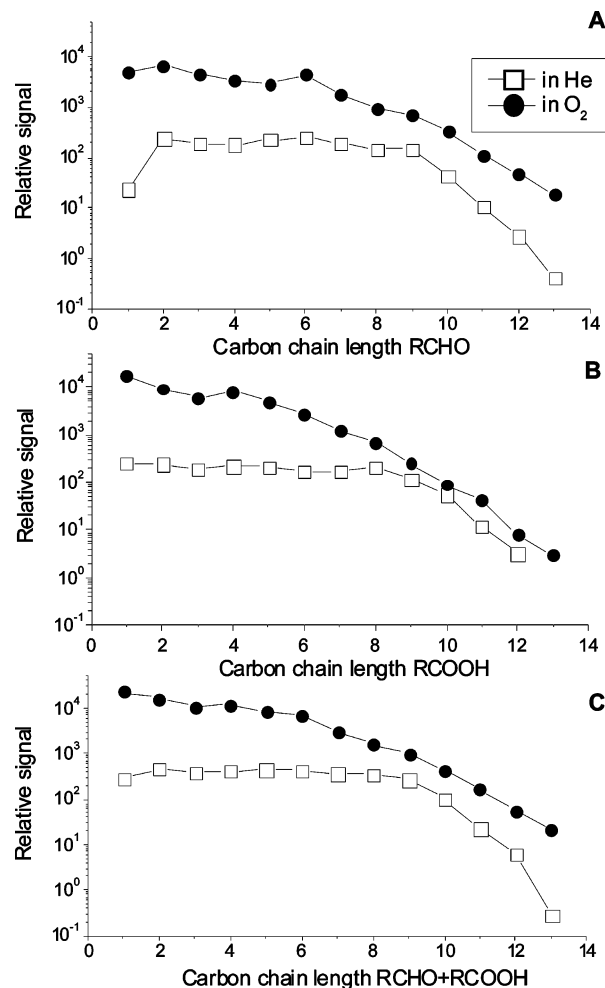 A
in He
in O2
Relative signal
10^4
10^3
10^2
10^1
10^0
10^-1
0 2 4 6 8 10 12 14
Carbon chain length RCHO
B
Relative signal
10^4
10^3
10^2
10^1
10^0
10^-1
0 2 4 6 8 10 12 14
Carbon chain length RCOOH
C
Relative signal
10^4
10^3
10^2
10^1
10^0
10^-1
0 2 4 6 8 10 12 14
Carbon chain length RCHO+RCOOH